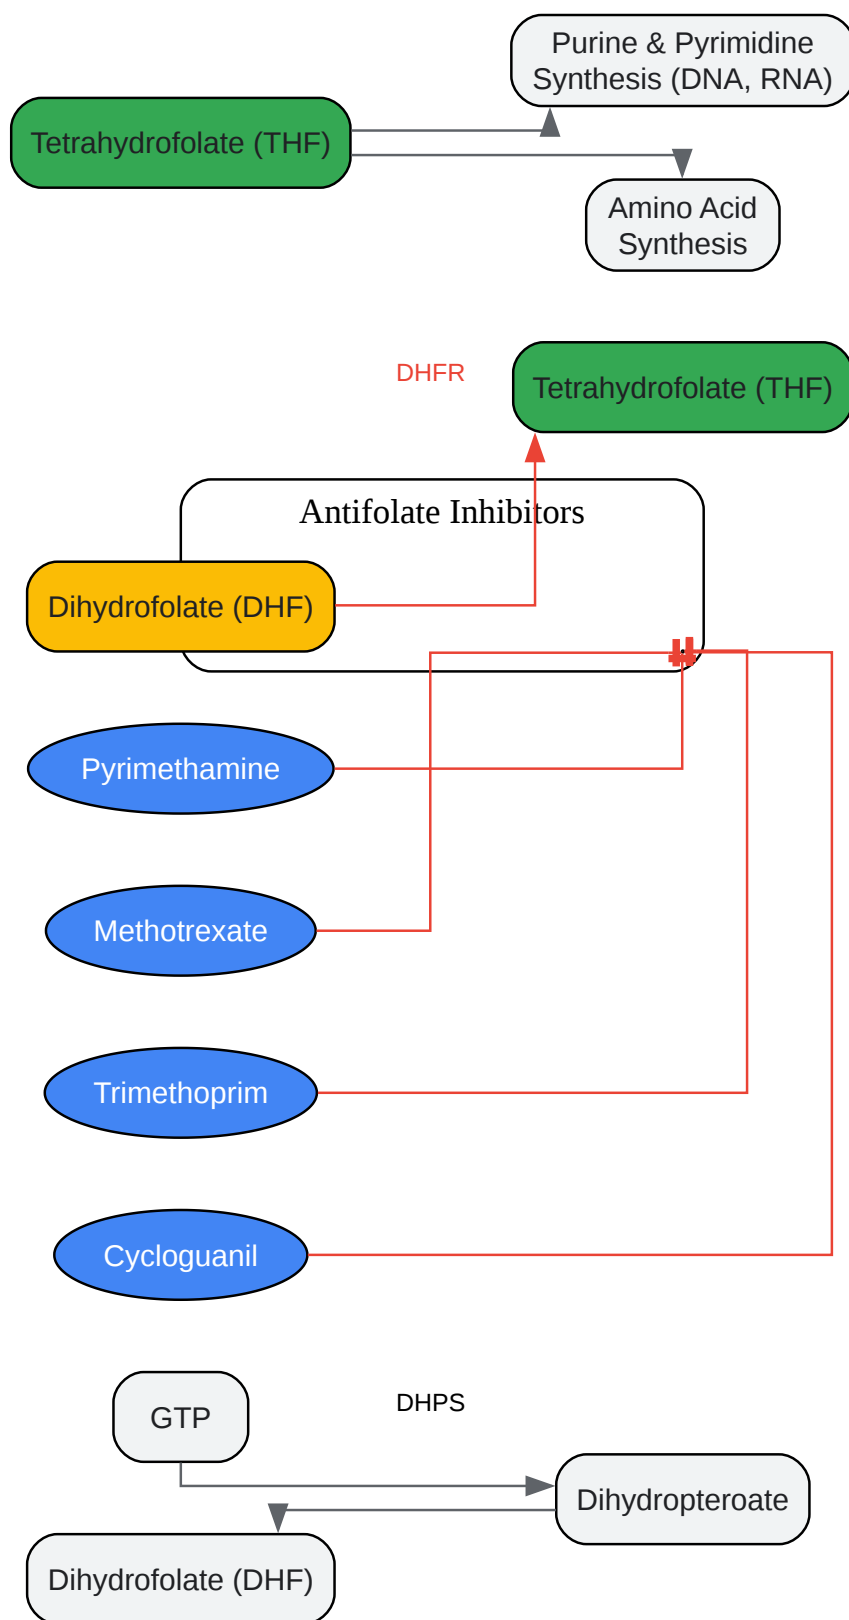 Purine & Pyrimidine
Synthesis (DNA, RNA)
Tetrahydrofolate (THF)
Amino Acid
Synthesis
DHFR
Tetrahydrofolate (THF)
Antifolate Inhibitors
Dihydrofolate (DHF)
Pyrimethamine
Methotrexate
Trimethoprim
Cycloguanil
GTP
DHPS
Dihydropteroate
Dihydrofolate (DHF)